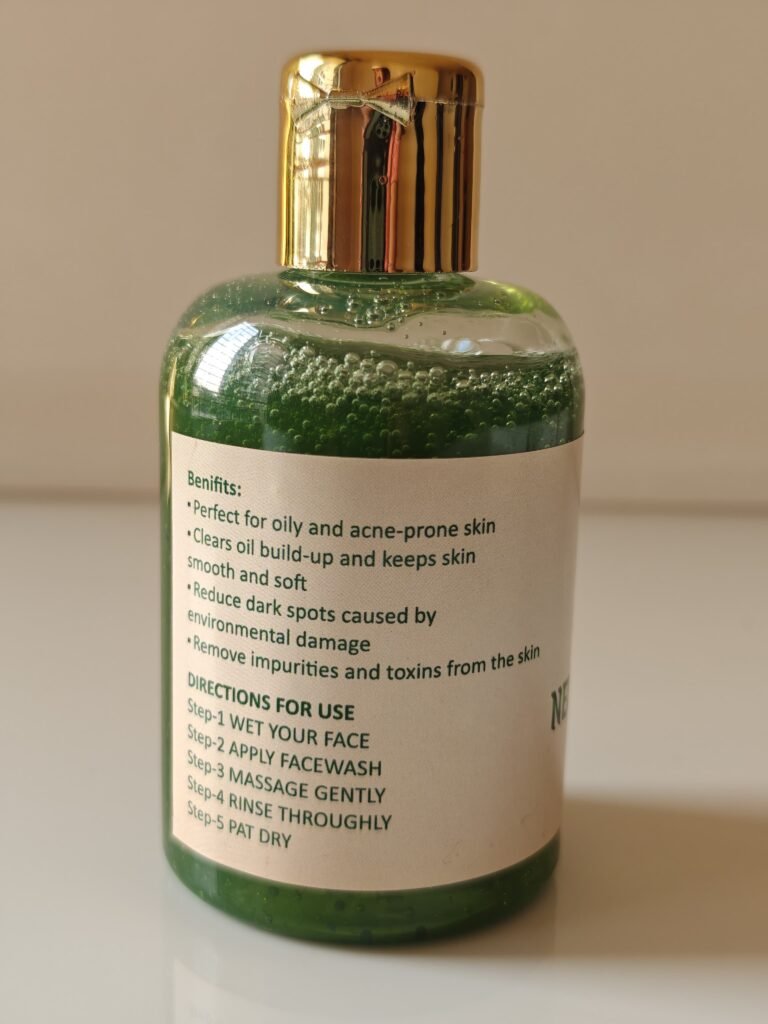 Benifits:
•Perfect for oily and acne-prone skin
•Clears oil build-up and keeps skin
smooth and soft
•Reduce dark spots caused by
environmental damage
•Remove impurities and toxins from the skin
DIRECTIONS FOR USE
Step-1 WET YOUR FACE
Step-2 APPLY FACEWASH
Step-3 MASSAGE GENTLY
Step-4 RINSE THROUGHLY
Step-5 PAT DRY